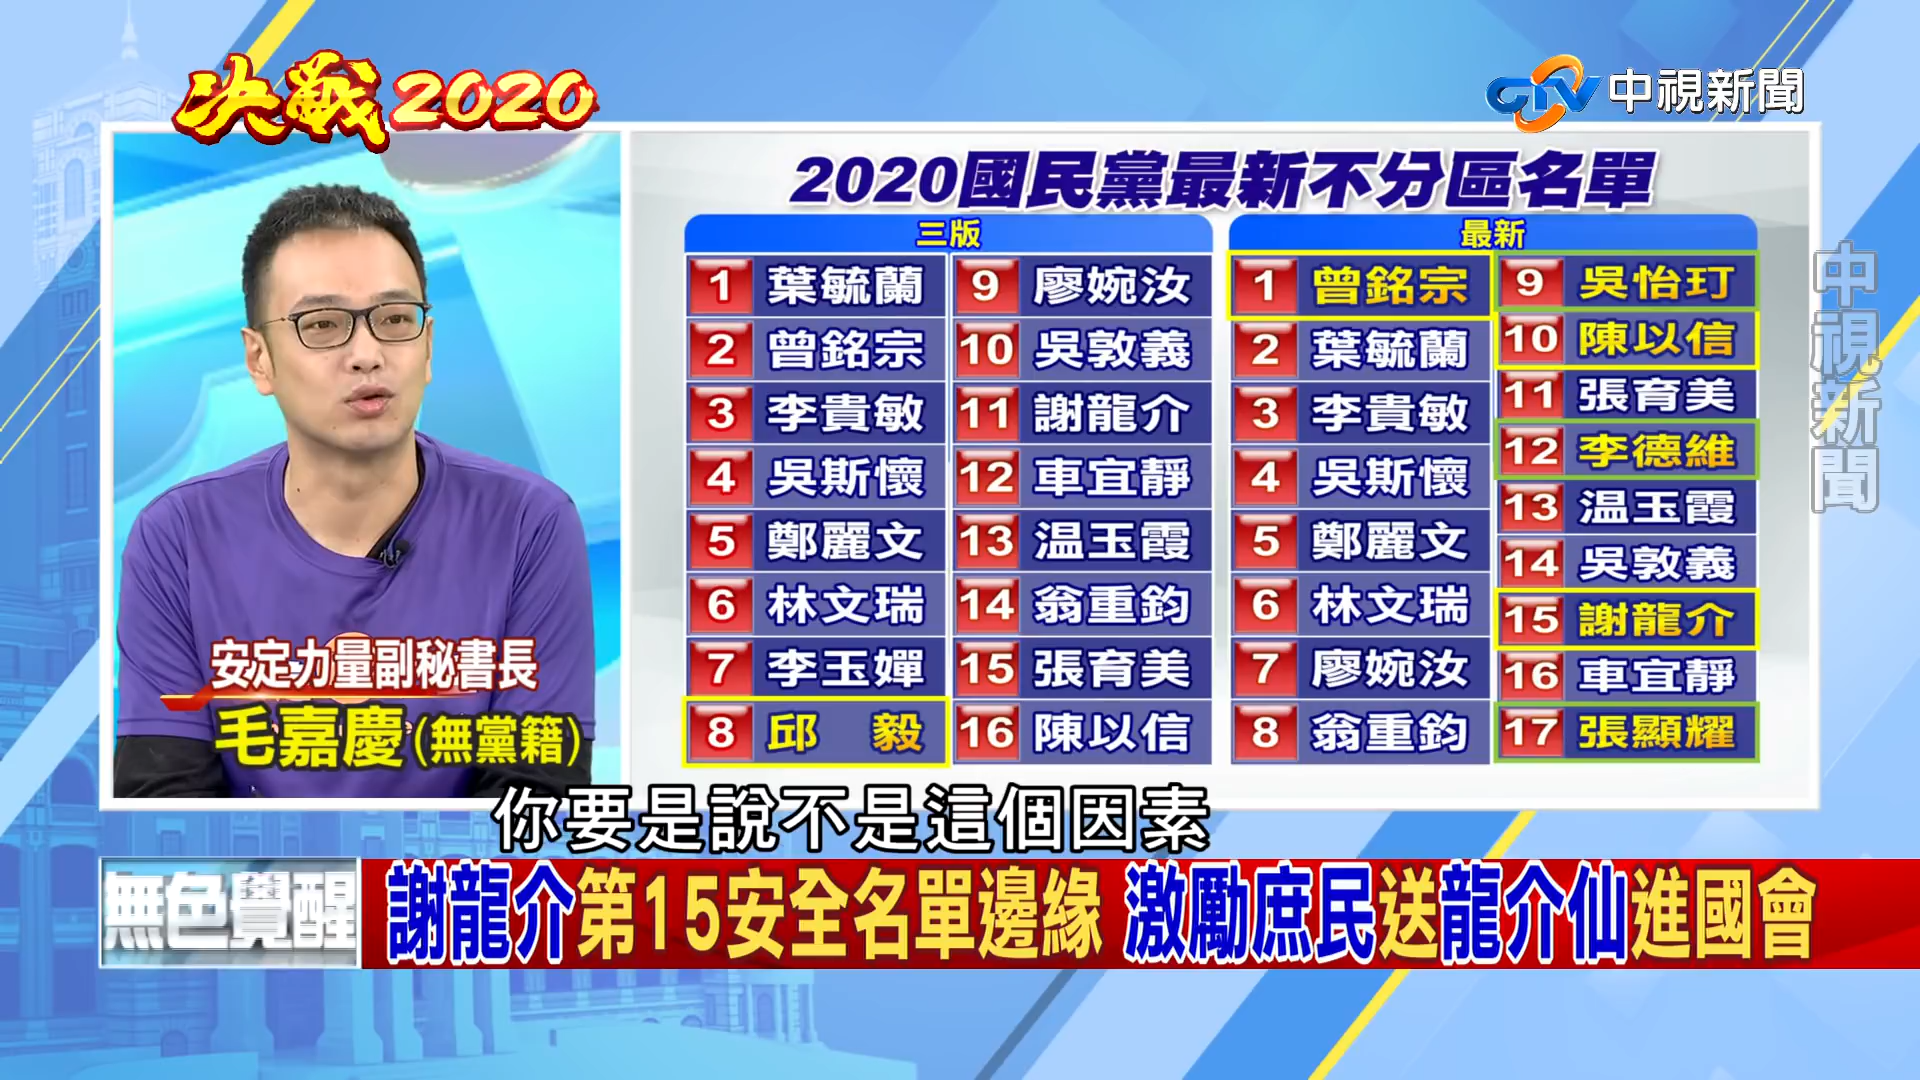 決戰2020
CTV中視新聞
2020國民黨最新不分區名單
三版
1 葉毓蘭
2 曾銘宗
3 李貴敏
4 吳斯懷
5 鄭麗文
6 林文瑞
7 李玉嬋
8 邱 毅
9 廖婉汝
10 吳敦義
11 謝龍介
12 車宜靜
13 温玉霞
14 翁重鈞
15 張育美
16 陳以信
最新
1 曾銘宗
2 葉毓蘭
3 李貴敏
4 吳斯懷
5 鄭麗文
6 林文瑞
7 廖婉汝
8 翁重鈞
9 吳怡玎
10 陳以信
11 張育美
12 李德維
13 温玉霞
14 吳敦義
15 謝龍介
16 車宜靜
17 張顯耀
中視新聞
安定力量副秘書長
毛嘉慶(無黨籍)
你要是說不是這個因素
無色覺醒
謝龍介第15安全名單邊緣 激勵庶民送龍介仙進國會